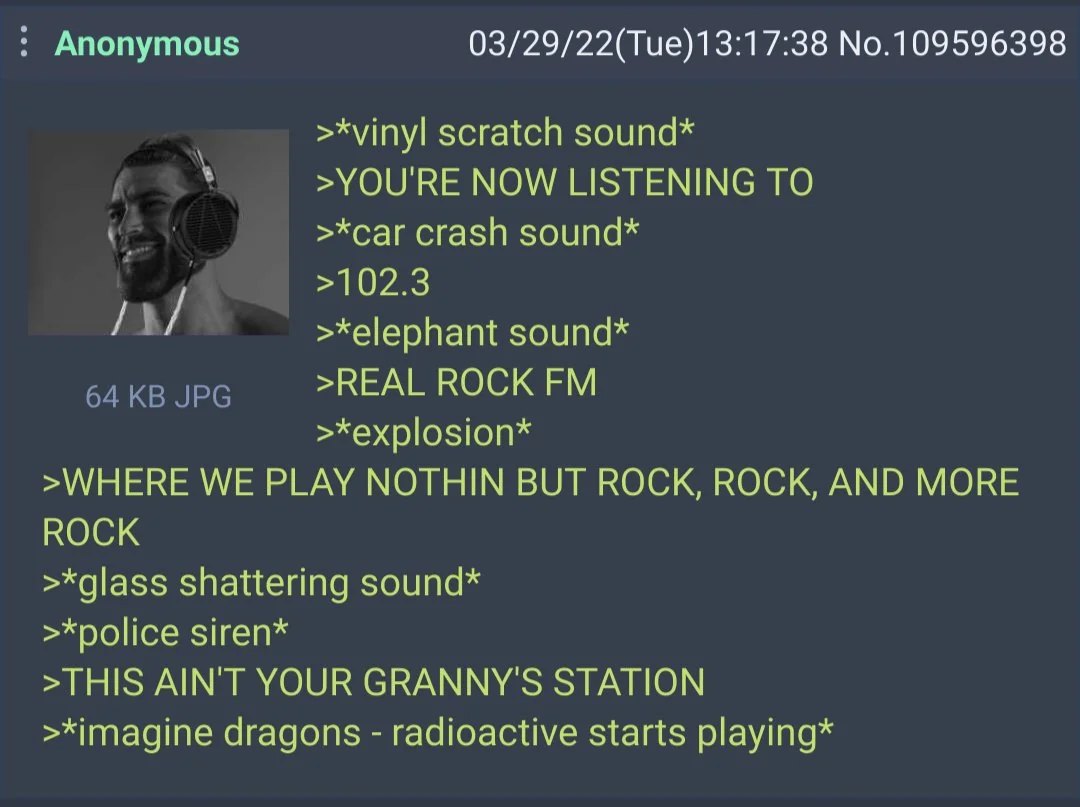 Anonymous 03/29/22(Tue)13:17:38 No.109596398
>*vinyl scratch sound*
>YOU'RE NOW LISTENING TO
>*car crash sound*
>102.3
>*elephant sound*
>REAL ROCK FM
>*explosion*
64 KB JPG
>WHERE WE PLAY NOTHIN BUT ROCK, ROCK, AND MORE
ROCK
>*glass shattering sound*
>*police siren*
>THIS AIN'T YOUR GRANNY'S STATION
>*imagine dragons - radioactive starts playing*